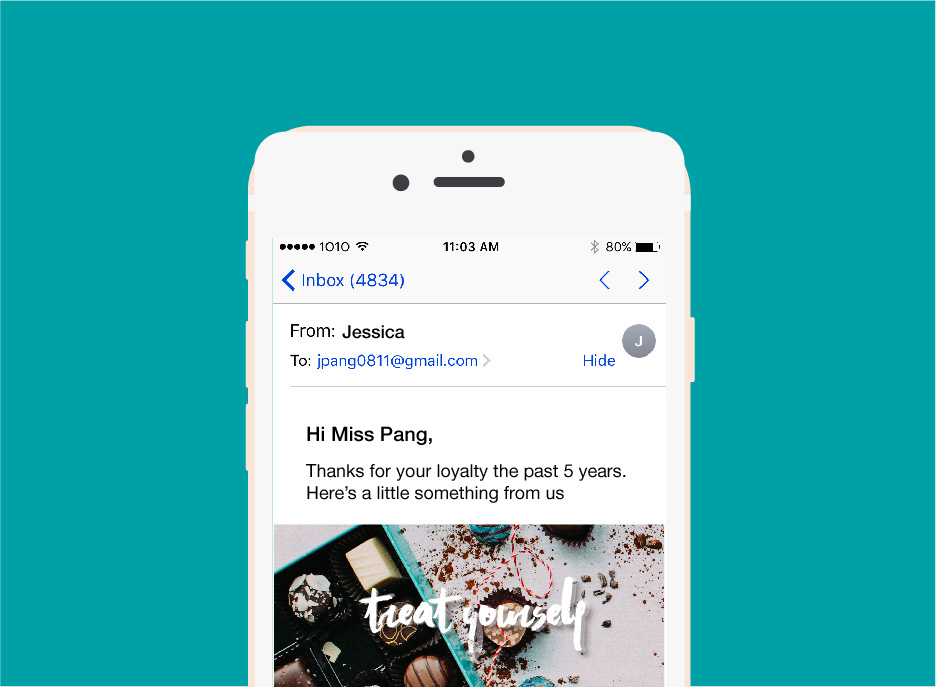 1010 11:03 AM 80%
Inbox (4834)
From: Jessica
J
To: jpang0811@gmail.com Hide
Hi Miss Pang,
Thanks for your loyalty the past 5 years.
Here's a little something from us
treat yourself